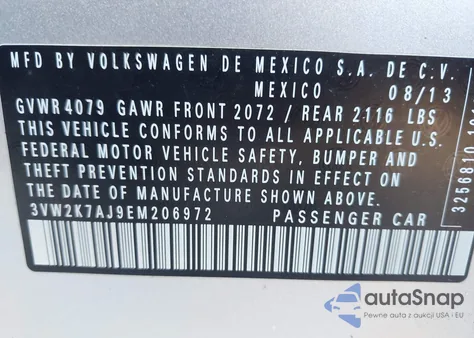 MFD BY VOLKSWAGEN DE MEXICO S.A. DE C.V.
MEXICO 08/13
GVWR 4079 GAWR FRONT 2072 / REAR 2116 LBS
THIS VEHICLE CONFORMS TO ALL APPLICABLE U.S.
FEDERAL MOTOR VEHICLE SAFETY, BUMPER AND
THEFT PREVENTION STANDARDS IN EFFECT ON
THE DATE OF MANUFACTURE SHOWN ABOVE.
3VW2K7AJ9EM206972 PASSENGER CAR
autoSnap
Pewne auta z aukcji USA i EU